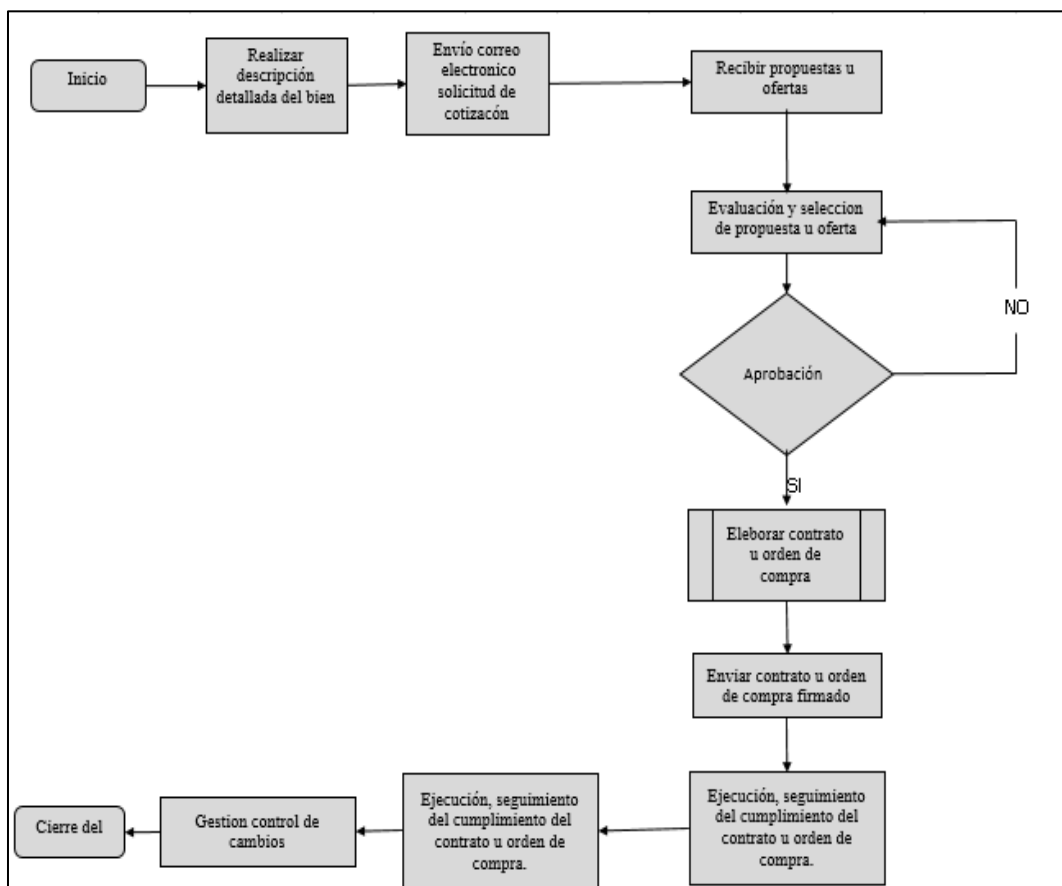 Inicio
Realizar
descripción
detallada del bien
Envío correo
electronico
solicitud de
cotizacón
Recibir propuestas u
ofertas
Evaluación y seleccion
de propuesta u oferta
NO
Aprobación
SI
Eleborar contrato
u orden de
compra
Enviar contrato u orden
de compra firmado
Ejecución, seguimiento
del cumplimiento del
contrato u orden de
compra.
Ejecución, seguimiento
del cumplimiento del
contrato u orden de
compra.
Gestion control de
cambios
Cierre del